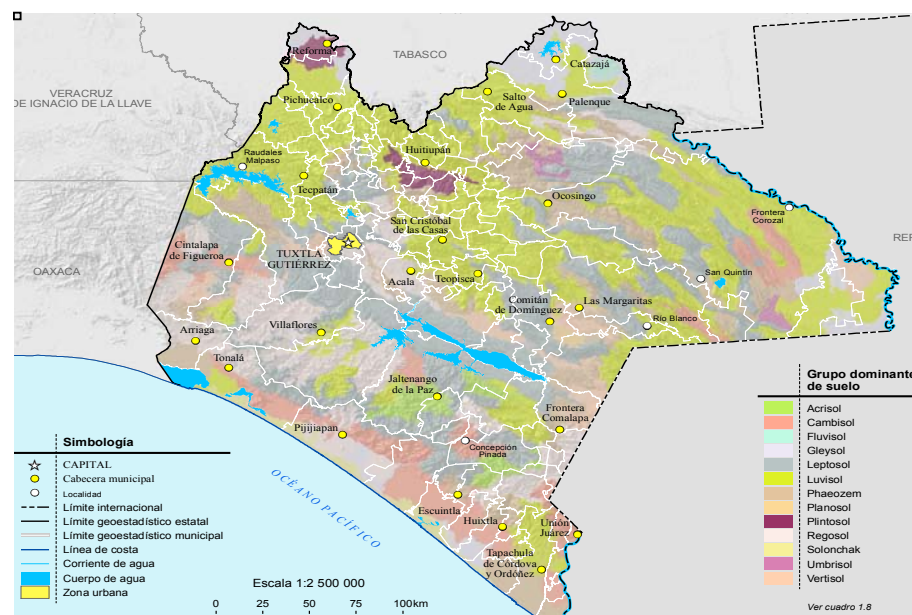 TABASCO
VERACRUZ
DE IGNACIO DE LA LLAVE
OAXACA
REF
Reforma
Catazajá
Pichucalco
Salto
de Agua
Palenque
Raudales
Malpaso
Huitiupán
Tecpatán
Ocosingo
Frontera
Corozal
San Cristóbal
de las Casas
Cintalapa
de Figueroa
TUXTLA
GUTIÉRREZ
Acala
Teopisca
San Quintín
Comitán
de Domínguez
Las Margaritas
Río Blanco
Arriaga
Villaflores
Tonalá
Jaltenango
de la Paz
Frontera
Comalapa
Pijijiapan
Concepción
Pinada
Escuintla
Huixtla
Unión
Juárez
Tapachula
de Córdova
y Ordóñez
OCÉANO PACÍFICO
Simbología
CAPITAL
Cabecera municipal
Localidad
Límite internacional
Límite geoestadístico estatal
Límite geoestadístico municipal
Línea de costa
Corriente de agua
Cuerpo de agua
Zona urbana
Escala 1:2 500 000
0 25 50 75 100km
Grupo dominante
de suelo
Acrisol
Cambisol
Fluvisol
Gleysol
Leptosol
Luvisol
Phaeozem
Planosol
Plintosol
Regosol
Solonchak
Umbrisol
Vertisol
Ver cuadro 1.8